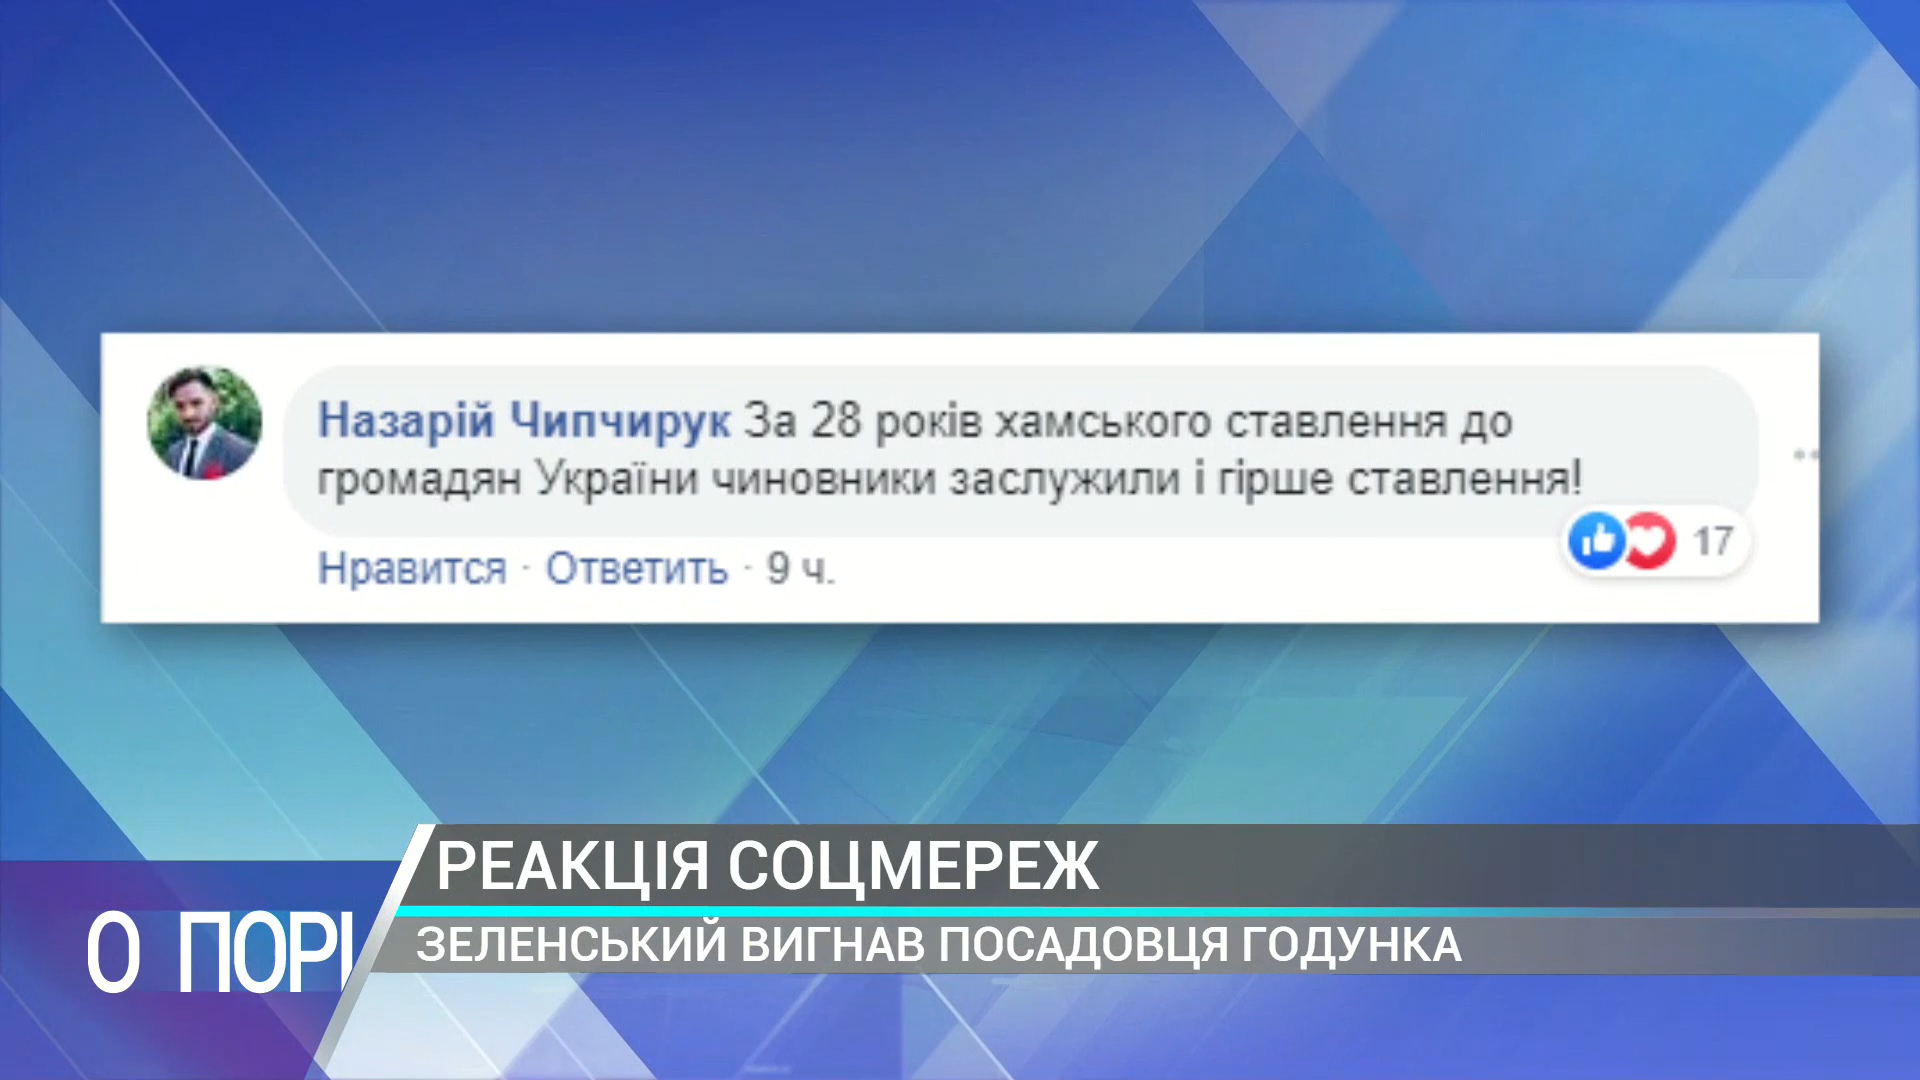 Назарій Чипчирук За 28 років хамського ставлення до
громадян України чиновники заслужили і гірше ставлення!
17
Нравится · Ответить · 9 ч.
РЕАКЦІЯ СОЦМЕРЕЖ
О ПОРІ
ЗЕЛЕНСЬКИЙ ВИГНАВ ПОСАДОВЦЯ ГОДУНКА